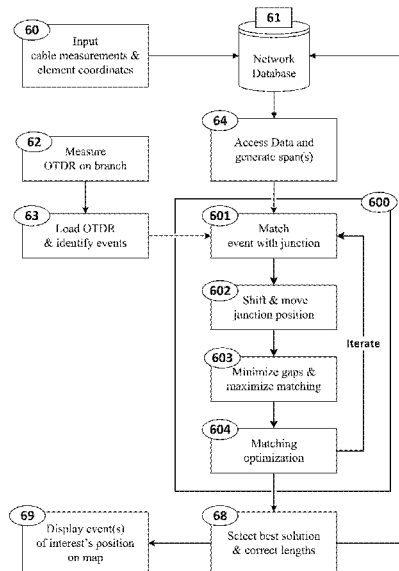 60
Input
cable measurements &
element coordinates
61
Network
Database
62
Measure
OTDR on branch
64
Access Data and
generate span(s)
63
Load OTDR
& identify events
600
601
Match
event with junction
602
Shift & move
junction position
Iterate
603
Minimize gaps &
maximize matching
604
Matching
optimization
69
Display event(s)
of interest's position
on map
68
Select best solution
& correct lengths